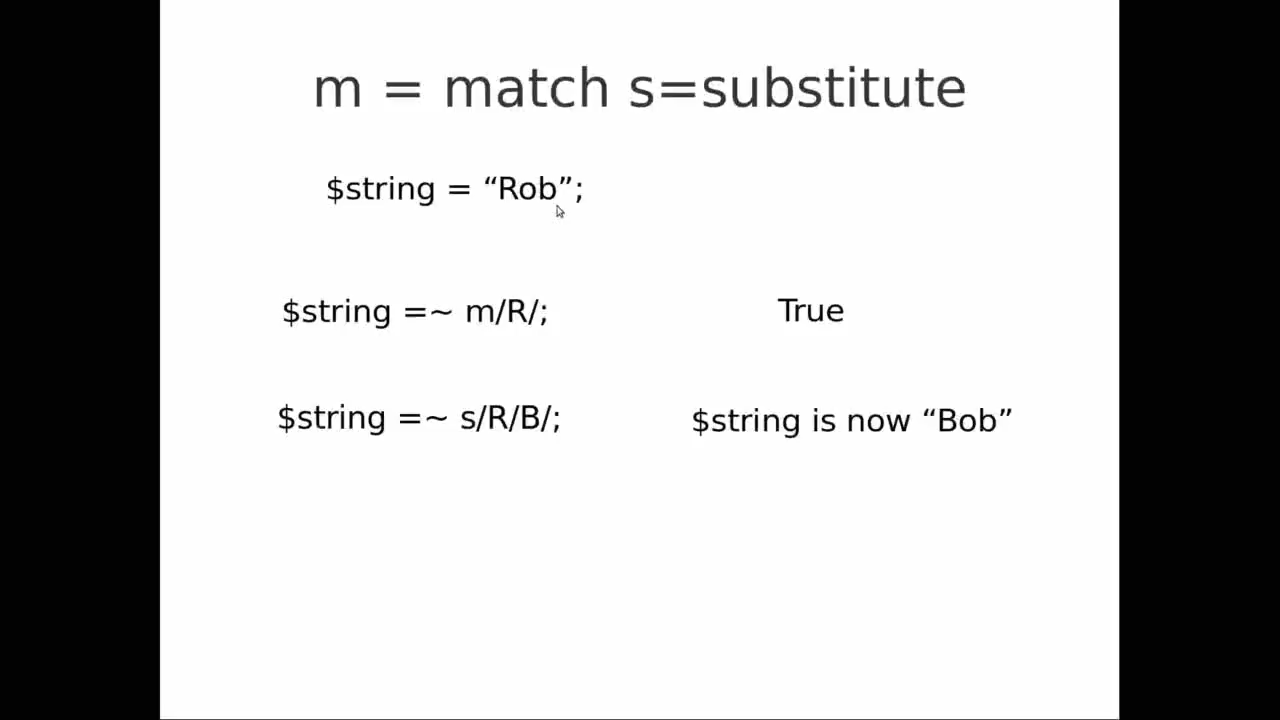 m = match s=substitute
$string = “Rob”;
$string =~ m/R/; True
$string =~ s/R/B/; $string is now “Bob”